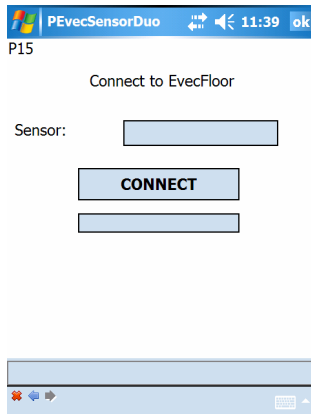 PEvecSensorDuo 11:39 ok
P15
Connect to EvecFloor
Sensor:
CONNECT